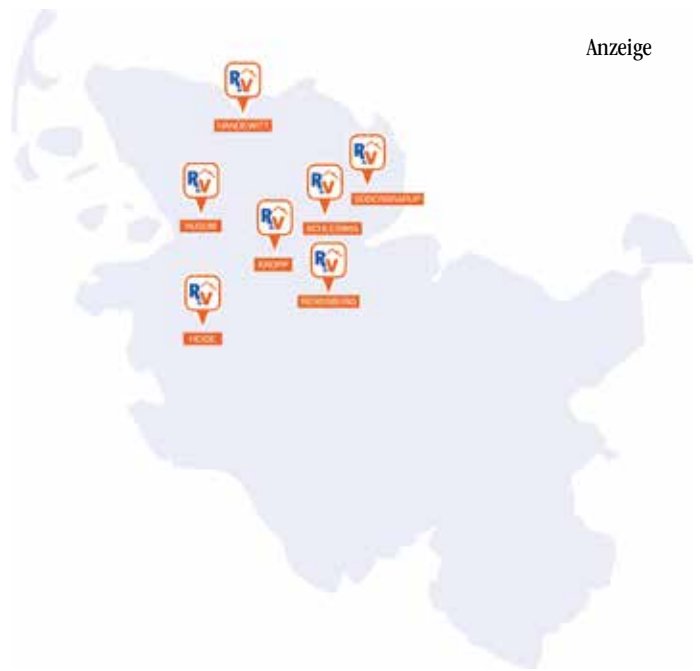 Anzeige
R&V
HANDEWITT
R&V
SÜDERBRARUP
R&V
HUSUM
R&V
SCHLESWIG
R&V
KROPP
R&V
RENDSBURG
R&V
HEIDE